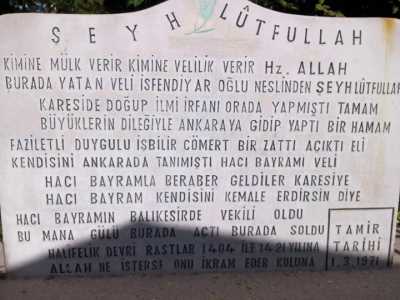 ŞEYH LÛTFULLAH
KİMİNE MÜLK VERİR KİMİNE VELİLİK VERİR Hz. ALLAH
BURADA YATAN VELİ İSFENDİYAR OĞLU NESLİNDEN ŞEYH LÛTFULLAH
KARESİDE DOĞUP İLMİ İRFANI ORADA YAPMIŞTI TAMAM
BÜYÜKLERİN DİLEĞİYLE ANKARAYA GİDİP YAPTI BİR HAMAM
FAZİLETLİ DUYGULU İŞBİLİR CÖMERT BİR ZATTI AÇIKTI ELİ
KENDİSİNİ ANKARADA TANIMIŞTI HACI BAYRAMI VELİ
HACI BAYRAMLA BERABER GELDİLER KARESİYE
HACI BAYRAM KENDİSİNİ KEMALE ERDİRSİN DİYE
HACI BAYRAMIN BALIKESİRDE VEKİLİ OLDU
BU MANA GÜLÜ BURADA AÇTI BURADA SOLDU
HALİFELİK DEVRİ RASTLAR 1404 İLE 1421 YILINA
ALLAH NE İSTERSE ONU İKRAM EDER KULUNA
TAMİR
TARİHİ
1.3.1971